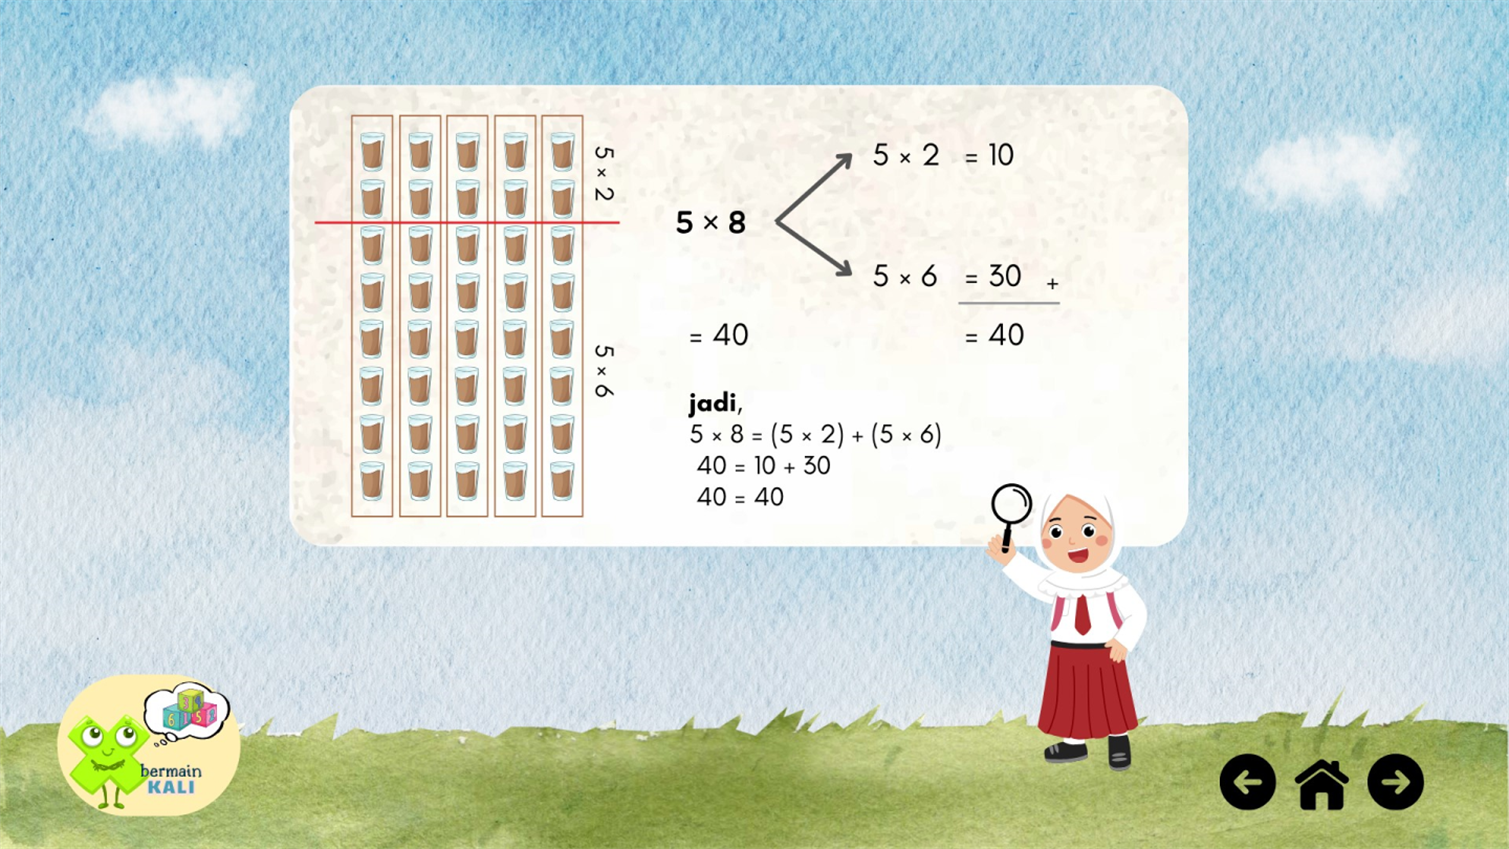 5 × 2
5 × 6
5 × 8
5 × 2 = 10
5 × 6 = 30 +
= 40
= 40
jadi,
5 × 8 = (5 × 2) + (5 × 6)
40 = 10 + 30
40 = 40
bermain
KALI